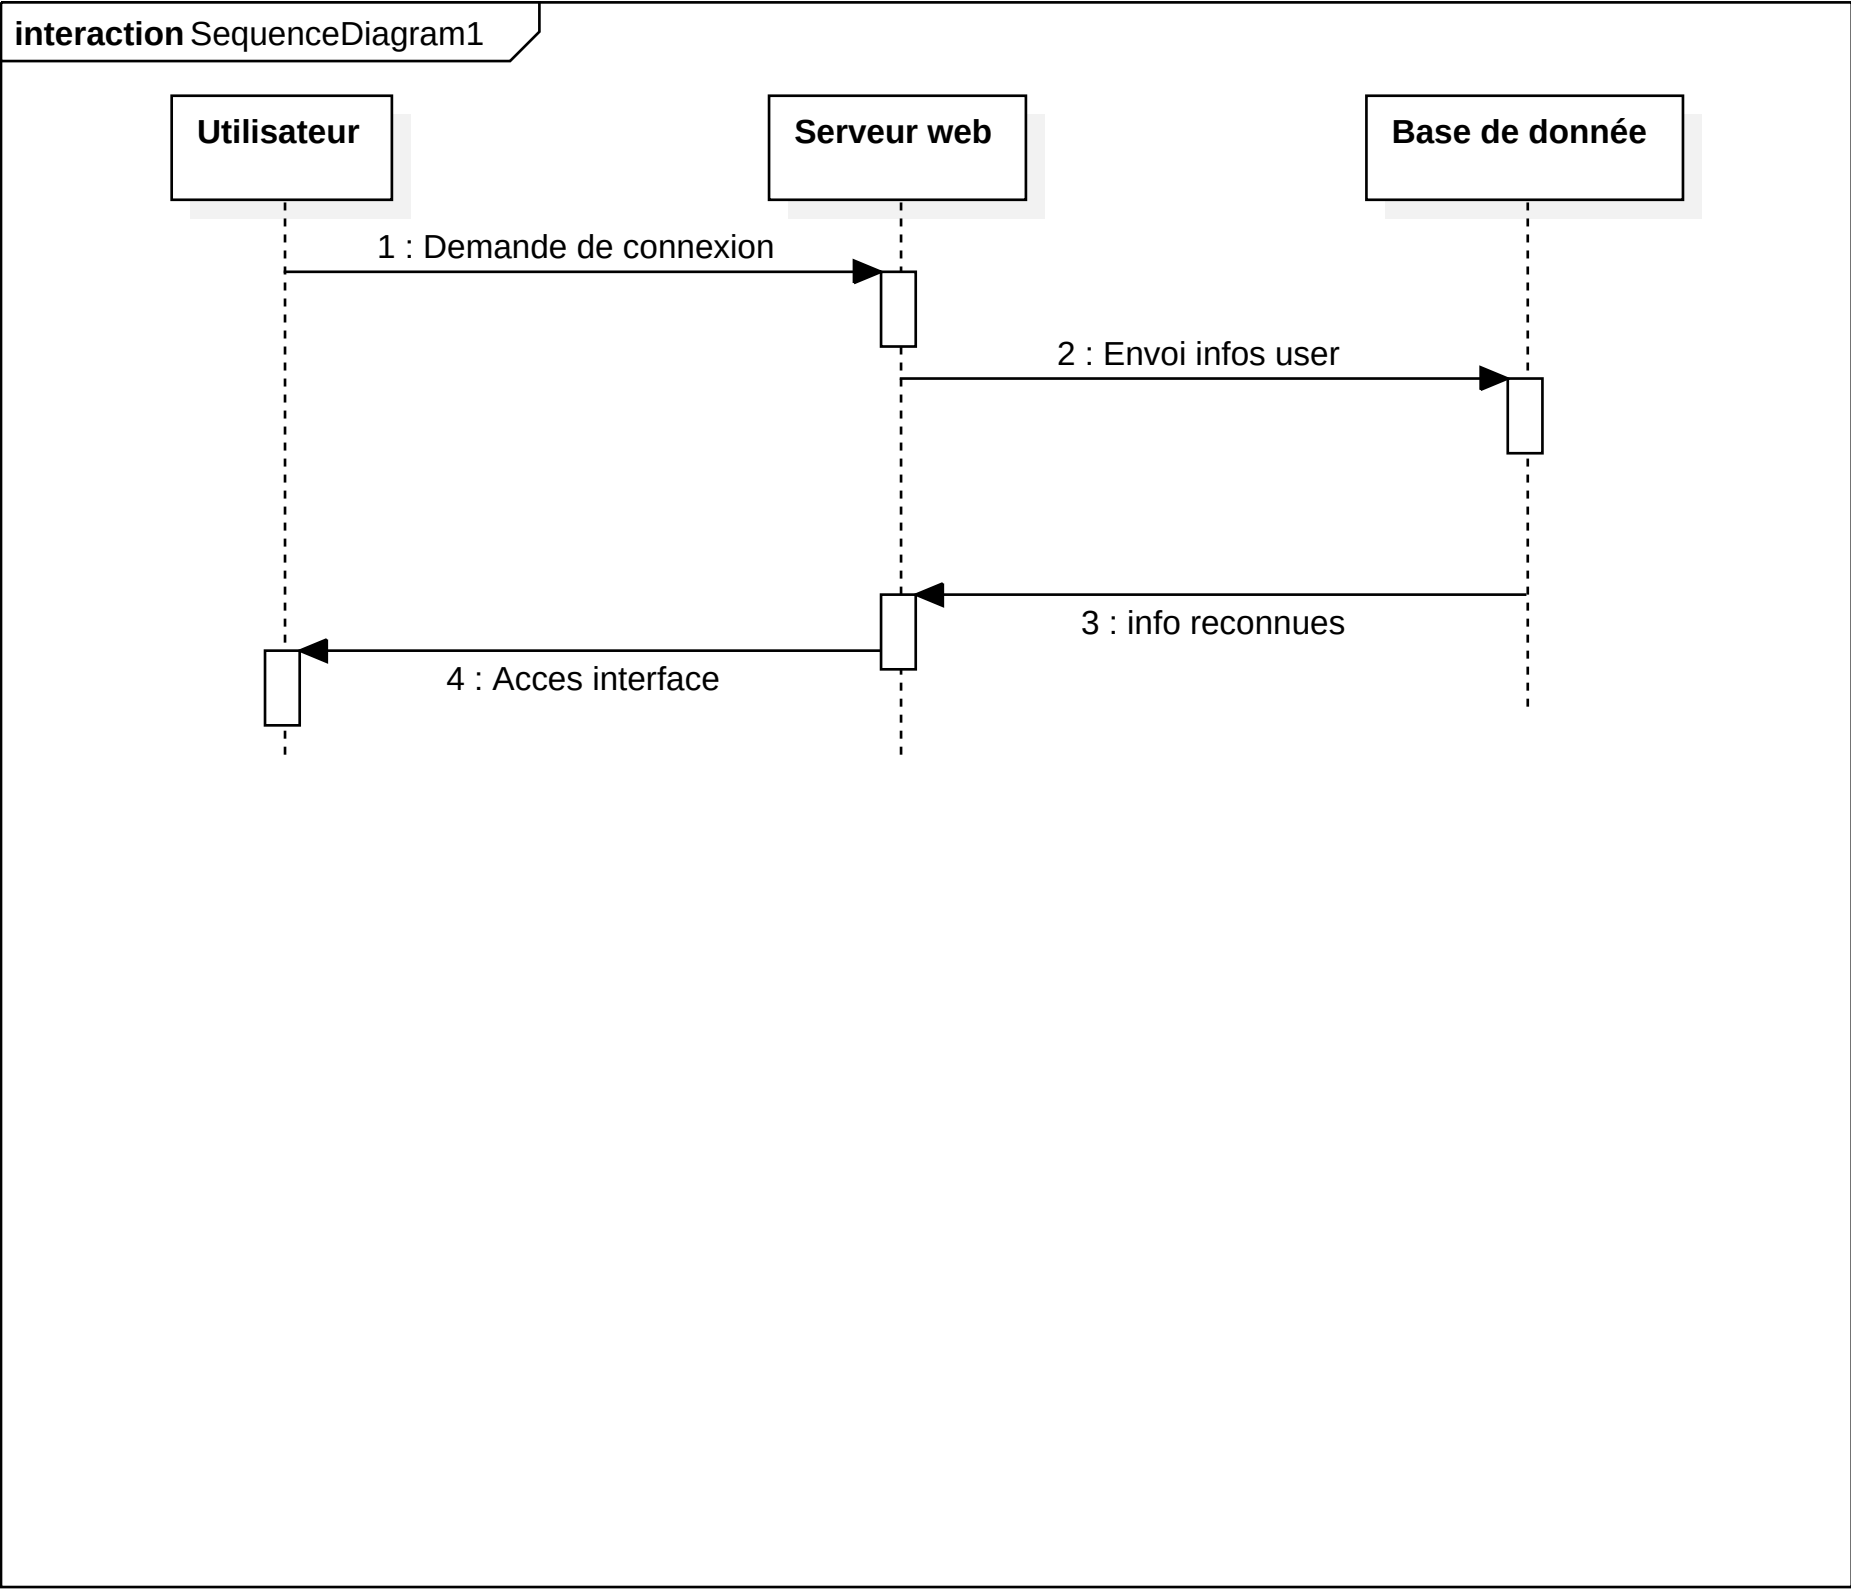 interaction SequenceDiagram1
Utilisateur
Serveur web
Base de donnée
1 : Demande de connexion
2 : Envoi infos user
3 : info reconnues
4 : Acces interface